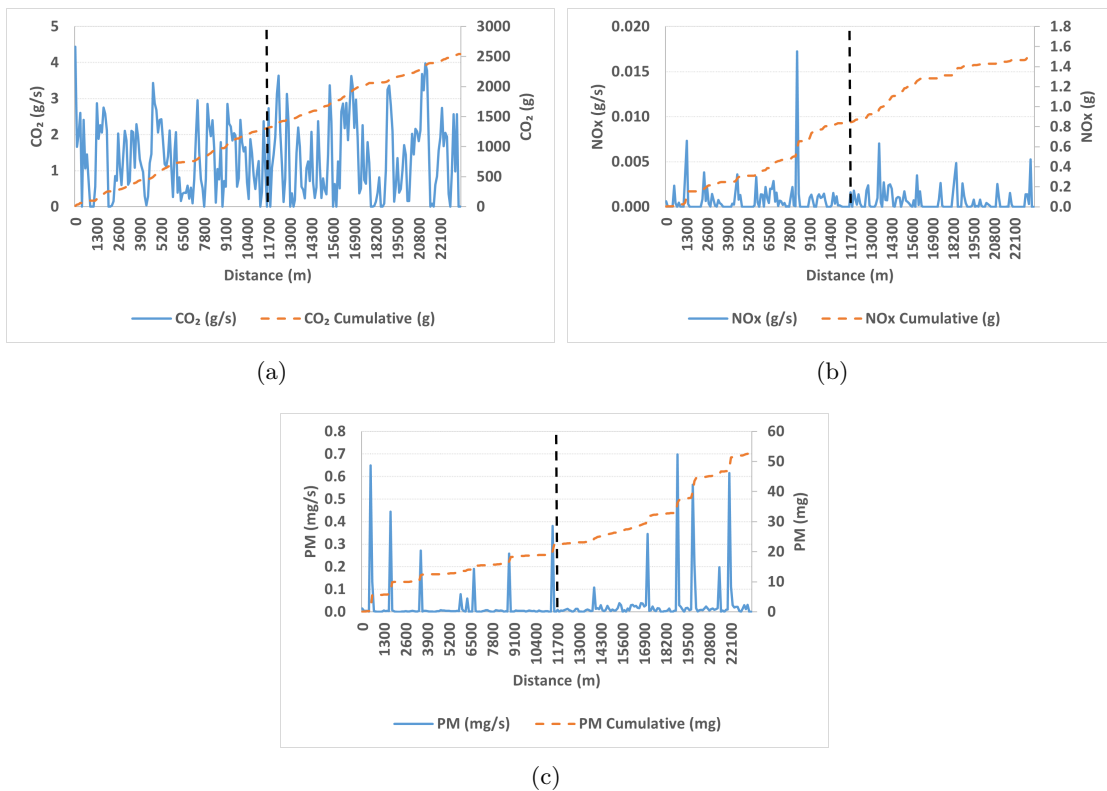 5
4
3
2
1
0
3000
2500
2000
1500
1000
500
0
CO₂ (g/s)
CO₂ (g)
0 1300 2600 3900 5200 6500 7800 9100 10400 11700 13000 14300 15600 16900 18200 19500 20800 22100
Distance (m)
CO₂ (g/s) CO₂ Cumulative (g)
(a)
0.020
0.015
0.010
0.005
0.000
1.8
1.6
1.4
1.2
1.0
0.8
0.6
0.4
0.2
0.0
NOx (g/s)
NOx (g)
0 1300 2600 3900 5200 6500 7800 9100 10400 11700 13000 14300 15600 16900 18200 19500 20800 22100
Distance (m)
NOx (g/s) NOx Cumulative (g)
(b)
0.8
0.7
0.6
0.5
0.4
0.3
0.2
0.1
0.0
60
50
40
30
20
10
0
PM (mg/s)
PM (mg)
0 1300 2600 3900 5200 6500 7800 9100 10400 11700 13000 14300 15600 16900 18200 19500 20800 22100
Distance (m)
PM (mg/s) PM Cumulative (mg)
(c)